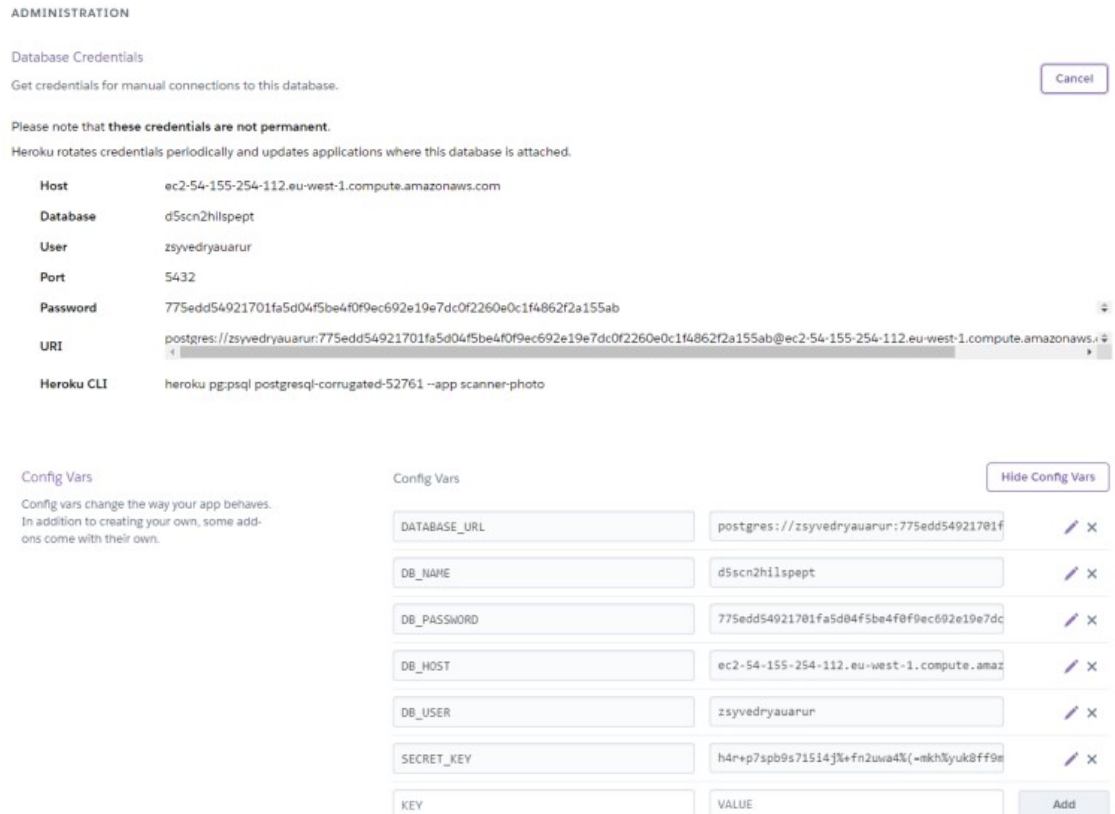 ADMINISTRATION
Database Credentials
Get credentials for manual connections to this database.
Cancel
Please note that these credentials are not permanent.
Heroku rotates credentials periodically and updates applications where this database is attached.
Host ec2-54-155-254-112.eu-west-1.compute.amazonaws.com
Database d5scn2hilspept
User zsyvedryauarur
Port 5432
Password 775edd54921701fa5d04f5be4f0f9ec692e19e7dc0f2260e0c1f4862f2a155ab
URI postgres://zsyvedryauarur:775edd54921701fa5d04f5be4f0f9ec692e19e7dc0f2260e0c1f4862f2a155ab@ec2-54-155-254-112.eu-west-1.compute.amazonaws.
Heroku CLI heroku pg:psql postgresql-corrugated-52761 --app scanner-photo
Config Vars
Config vars change the way your app behaves.
In addition to creating your own, some add-
ons come with their own.
Config Vars
Hide Config Vars
DATABASE_URL postgres://zsyvedryauarur:775edd54921701f
DB_NAME d5scn2hilspept
DB_PASSWORD 775edd54921701fa5d04f5be4f0f9ec692e19e7dc
DB_HOST ec2-54-155-254-112.eu-west-1.compute.amaz
DB_USER zsyvedryauarur
SECRET_KEY h4r+p7spb9s715i4j%+fn2uwa4%(=mkh%yuk8ff9m
KEY VALUE Add